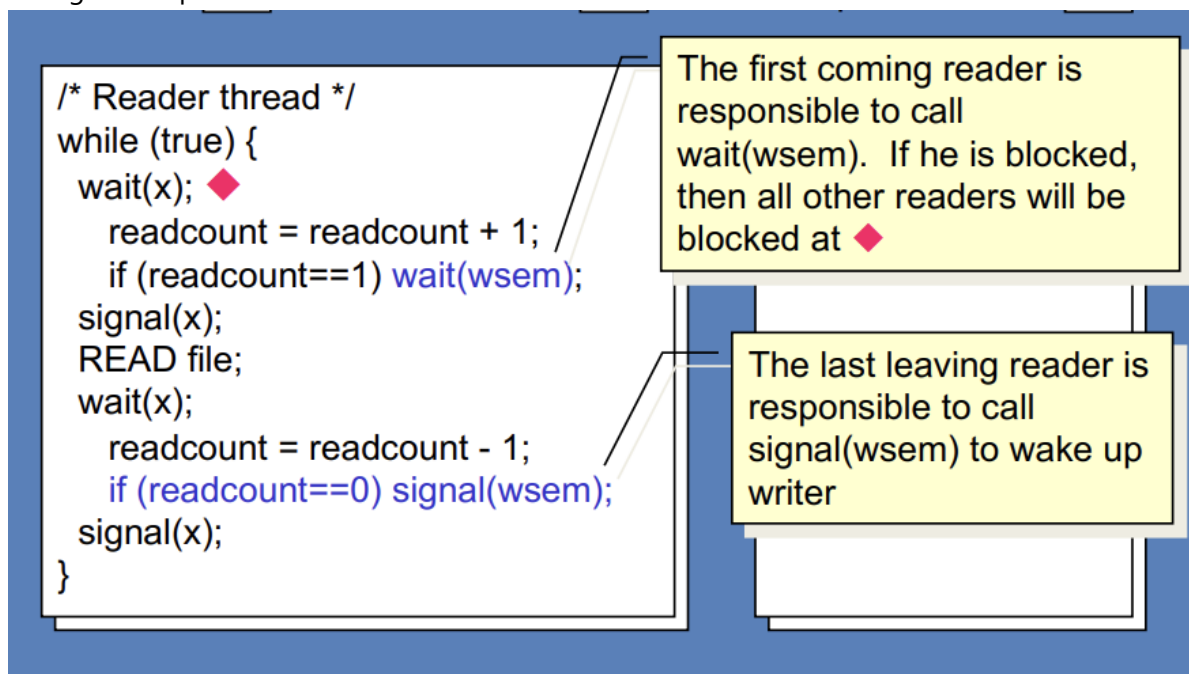 /* Reader thread */
while (true) {
wait(x); ◆
readcount = readcount + 1;
if (readcount==1) wait(wsem);
signal(x);
READ file;
wait(x);
readcount = readcount - 1;
if (readcount==0) signal(wsem);
signal(x);
}
The first coming reader is
responsible to call
wait(wsem). If he is blocked,
then all other readers will be
blocked at ◆
The last leaving reader is
responsible to call
signal(wsem) to wake up
writer